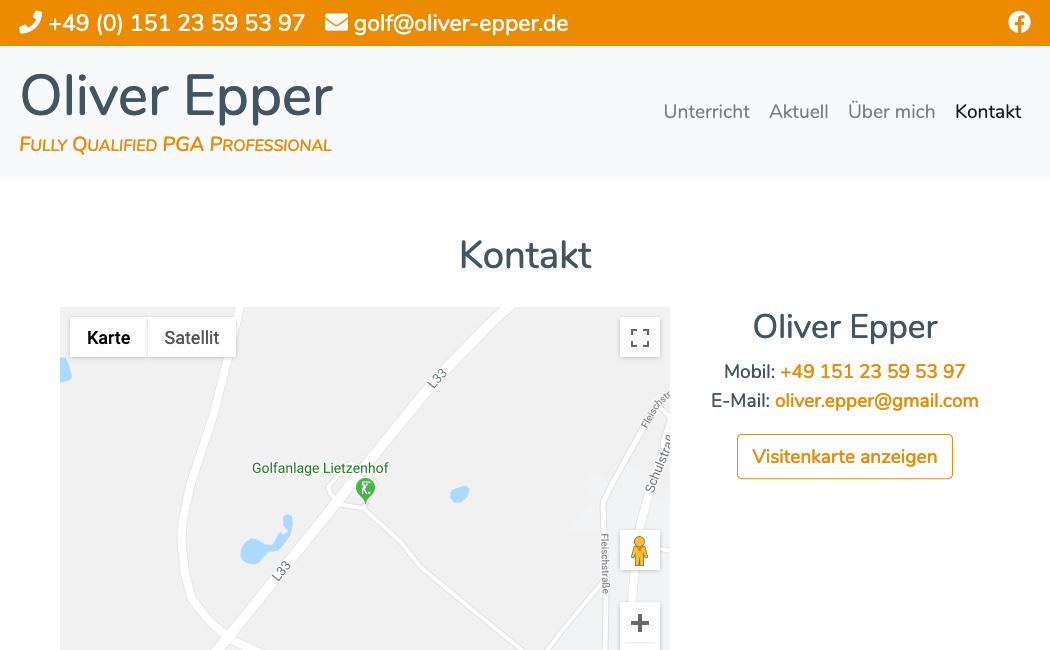 +49 (0) 151 23 59 53 97 golf@oliver-epper.de
Oliver Epper
Fully Qualified PGA Professional
Unterricht Aktuell Über mich Kontakt
Kontakt
Karte Satellit
L33
Golfanlage Lietzenhof
L33
Fleischstr
Schulstraß
Fleischstraße
Oliver Epper
Mobil: +49 151 23 59 53 97
E-Mail: oliver.epper@gmail.com
Visitenkarte anzeigen